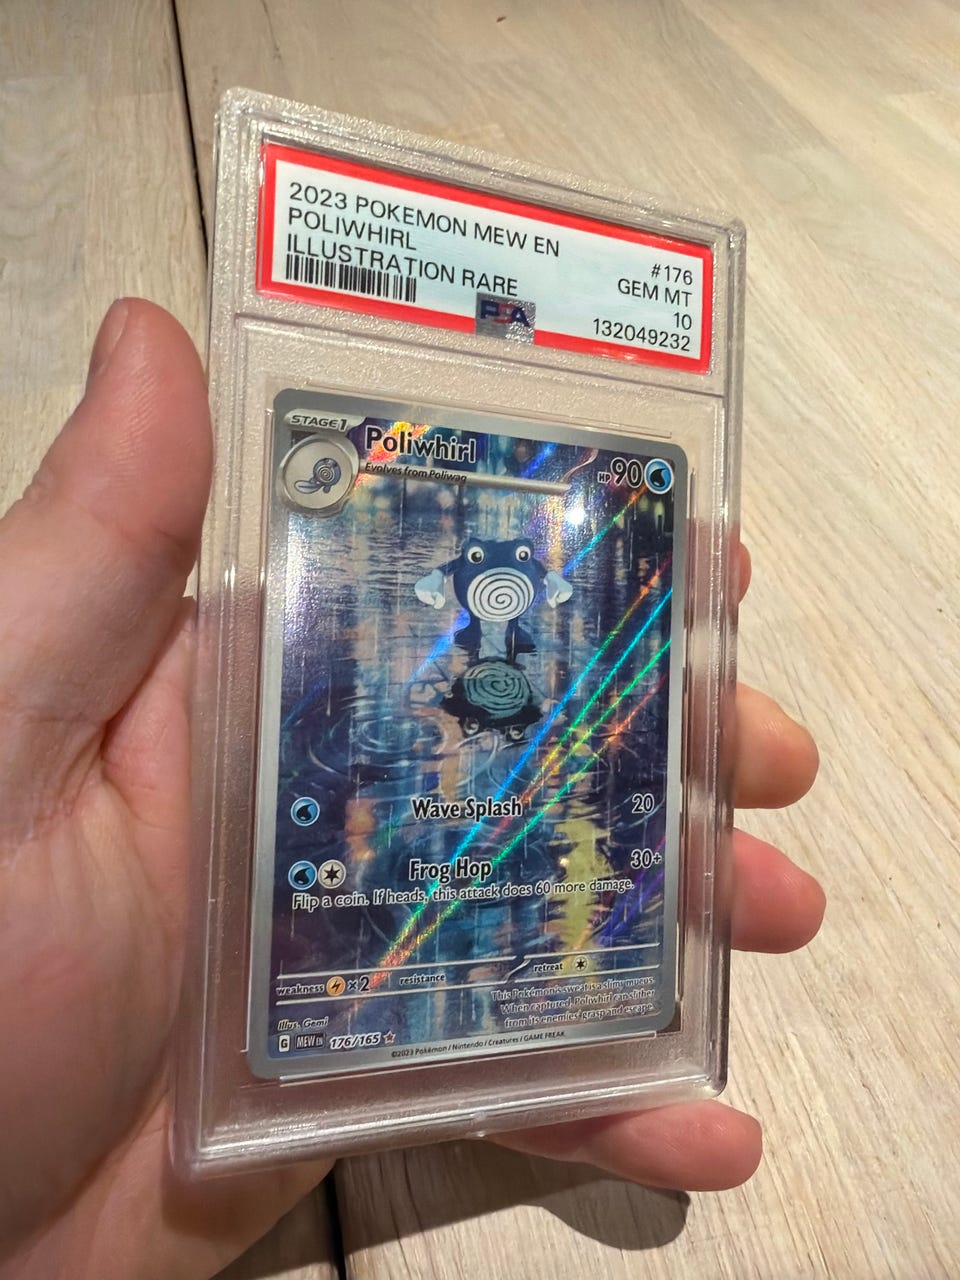 2023 POKEMON MEW EN
POLIWHIRL
ILLUSTRATION RARE
#176
GEM MT
10
132049232
PSA
STAGE1
Poliwhirl
Evolves from Poliwag
HP 90
Wave Splash 20
Frog Hop 30+
Flip a coin. If heads, this attack does 60 more damage.
weakness ×2 resistance retreat
This Pokémon's sweat is a slimy mucus.
When captured, Poliwhirl can slither
from its enemies' grasp and escape.
Illus. Gemi
G MEW EN 176/165
©2023 Pokémon / Nintendo / Creatures / GAME FREAK